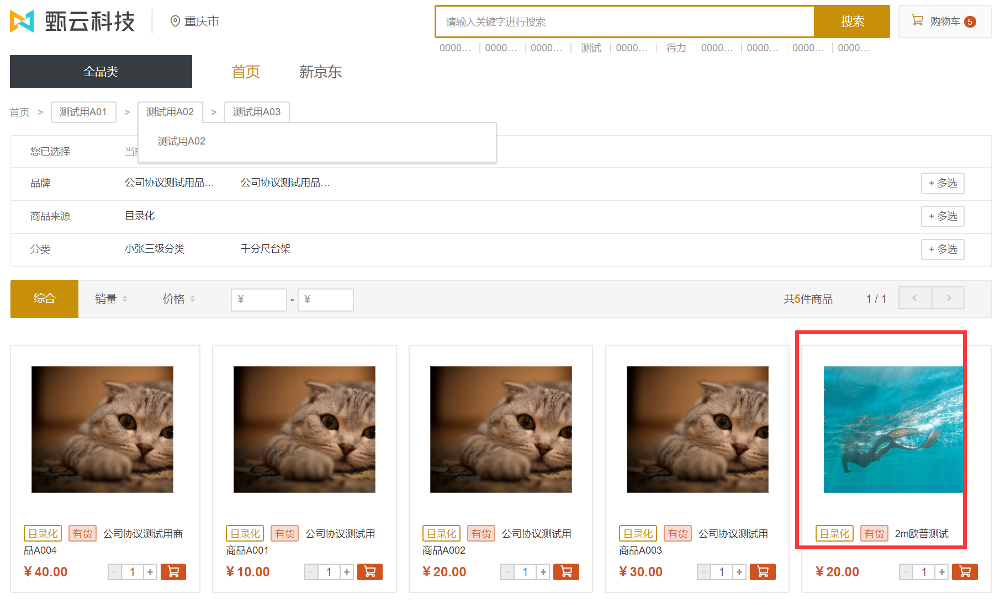 甄云科技
重庆市
请输入关键字进行搜索
搜索
购物车 5
0000... 0000... 0000... 测试 0000... 得力 0000... 0000... 0000... 0000...
全品类 首页 新京东
首页 > 测试用A01 > 测试用A02 > 测试用A03
测试用A02
您已选择
品牌 公司协议测试用品... 公司协议测试用品... + 多选
商品来源 目录化 + 多选
分类 小张三级分类 千分尺台架 + 多选
综合 销量 价格 ¥ - ¥ 共5件商品 1 / 1 < >
目录化 有货 公司协议测试用商
品A004
¥ 40.00 - 1 +
目录化 有货 公司协议测试用
商品A001
¥ 10.00 - 1 +
目录化 有货 公司协议测试用
商品A002
¥ 20.00 - 1 +
目录化 有货 公司协议测试用
商品A003
¥ 30.00 - 1 +
目录化 有货 2m欧普测试
¥ 20.00 - 1 +